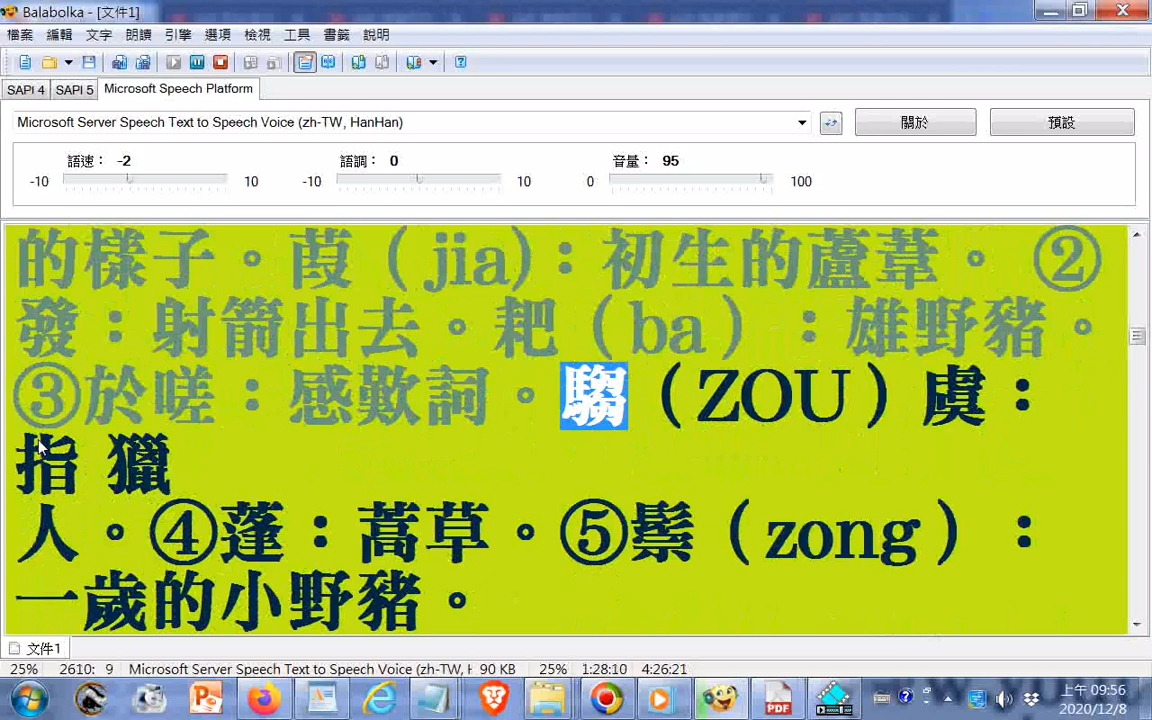 Balabolka - [文件1]
檔案 編輯 文字 朗讀 引擎 選項 檢視 工具 書籤 說明
SAPI 4 SAPI 5 Microsoft Speech Platform
Microsoft Server Speech Text to Speech Voice (zh-TW, HanHan) 關於 預設
語速： -2 語調： 0 音量： 95
-10 10 -10 10 0 100
的樣子。葭（jia)：初生的蘆葦。 ②
發：射箭出去。耙（ba） ：雄野豬。
③於嗟：感歎詞。騶（ZOU）虞：
指 獵
人。④蓬：蒿草。⑤鬃（zong）：
一歲的小野豬。
文件1
25% 2610: 9 Microsoft Server Speech Text to Speech Voice (zh-TW, H 90 KB 25% 1:28:10 4:26:21
上午 09:56
2020/12/8